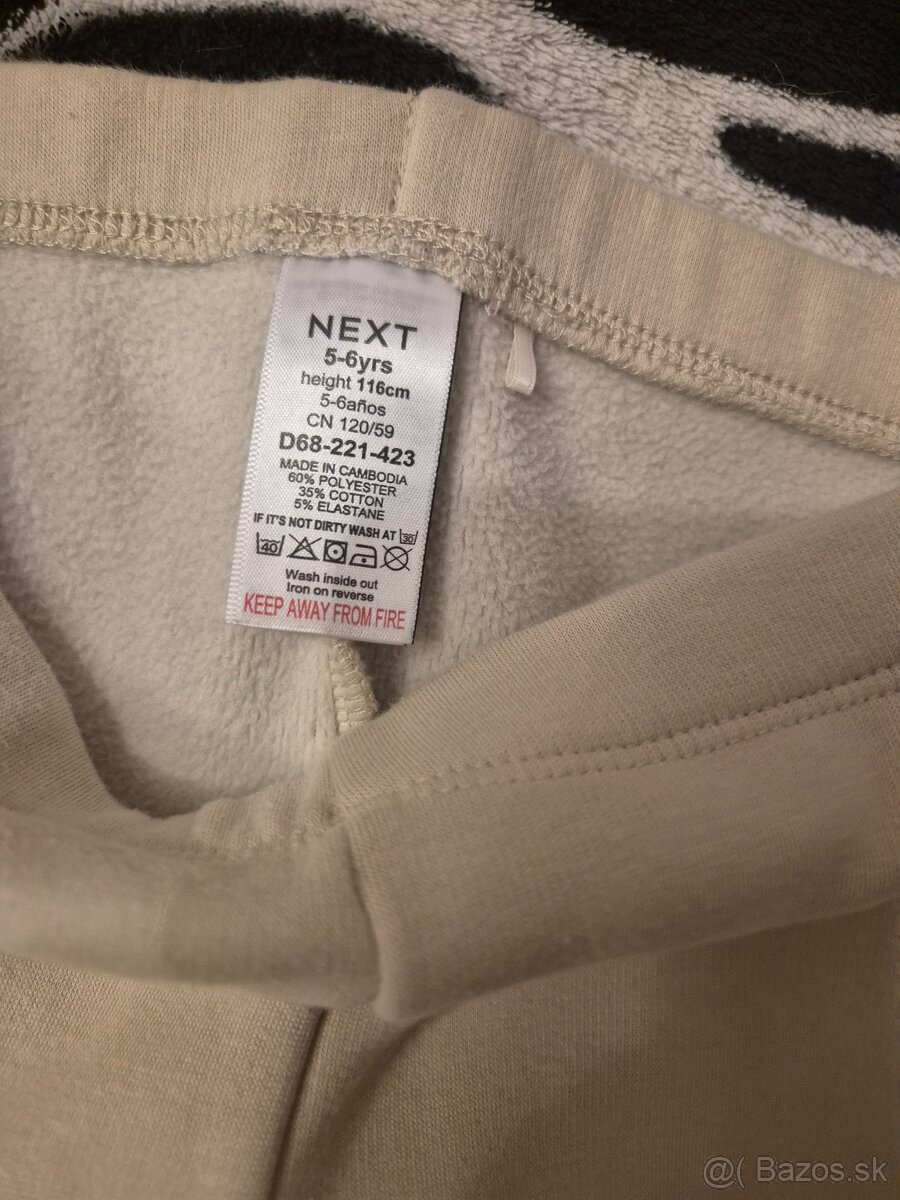 NEXT
5-6yrs
height 116cm
5-6años
CN 120/59
D68-221-423
MADE IN CAMBODIA
60% POLYESTER
35% COTTON
5% ELASTANE
IF IT'S NOT DIRTY WASH AT 30
40
Wash inside out
Iron on reverse
KEEP AWAY FROM FIRE
@( Bazos.sk